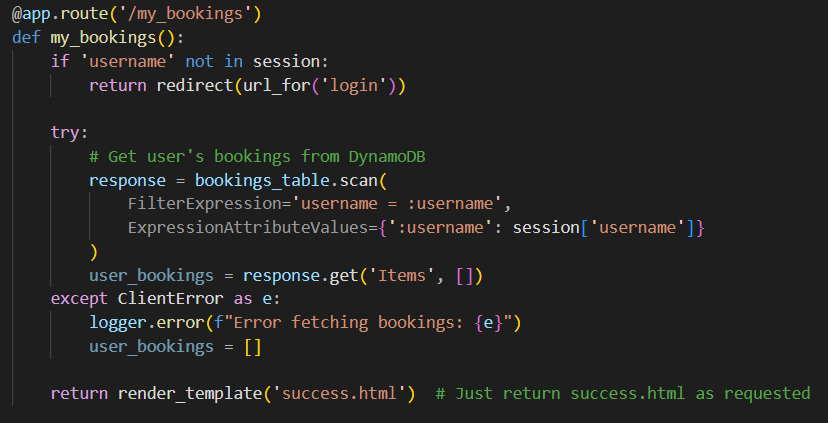 @app.route('/my_bookings')
def my_bookings():
    if 'username' not in session:
        return redirect(url_for('login'))

    try:
        # Get user's bookings from DynamoDB
        response = bookings_table.scan(
            FilterExpression='username = :username',
            ExpressionAttributeValues={':username': session['username']}
        )
        user_bookings = response.get('Items', [])
    except ClientError as e:
        logger.error(f"Error fetching bookings: {e}")
        user_bookings = []

    return render_template('success.html')  # Just return success.html as requested